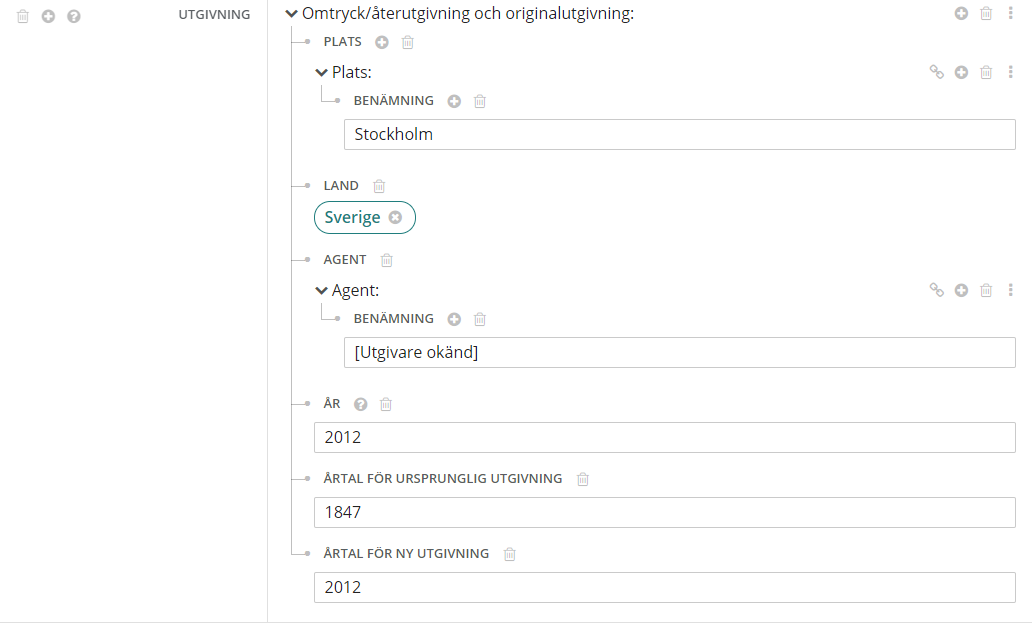 UTGIVNING
Omtryck/återutgivning och originalutgivning:
PLATS
Plats:
BENÄMNING
Stockholm
LAND
Sverige
AGENT
Agent:
BENÄMNING
[Utgivare okänd]
ÅR
2012
ÅRTAL FÖR URSPRUNGLIG UTGIVNING
1847
ÅRTAL FÖR NY UTGIVNING
2012